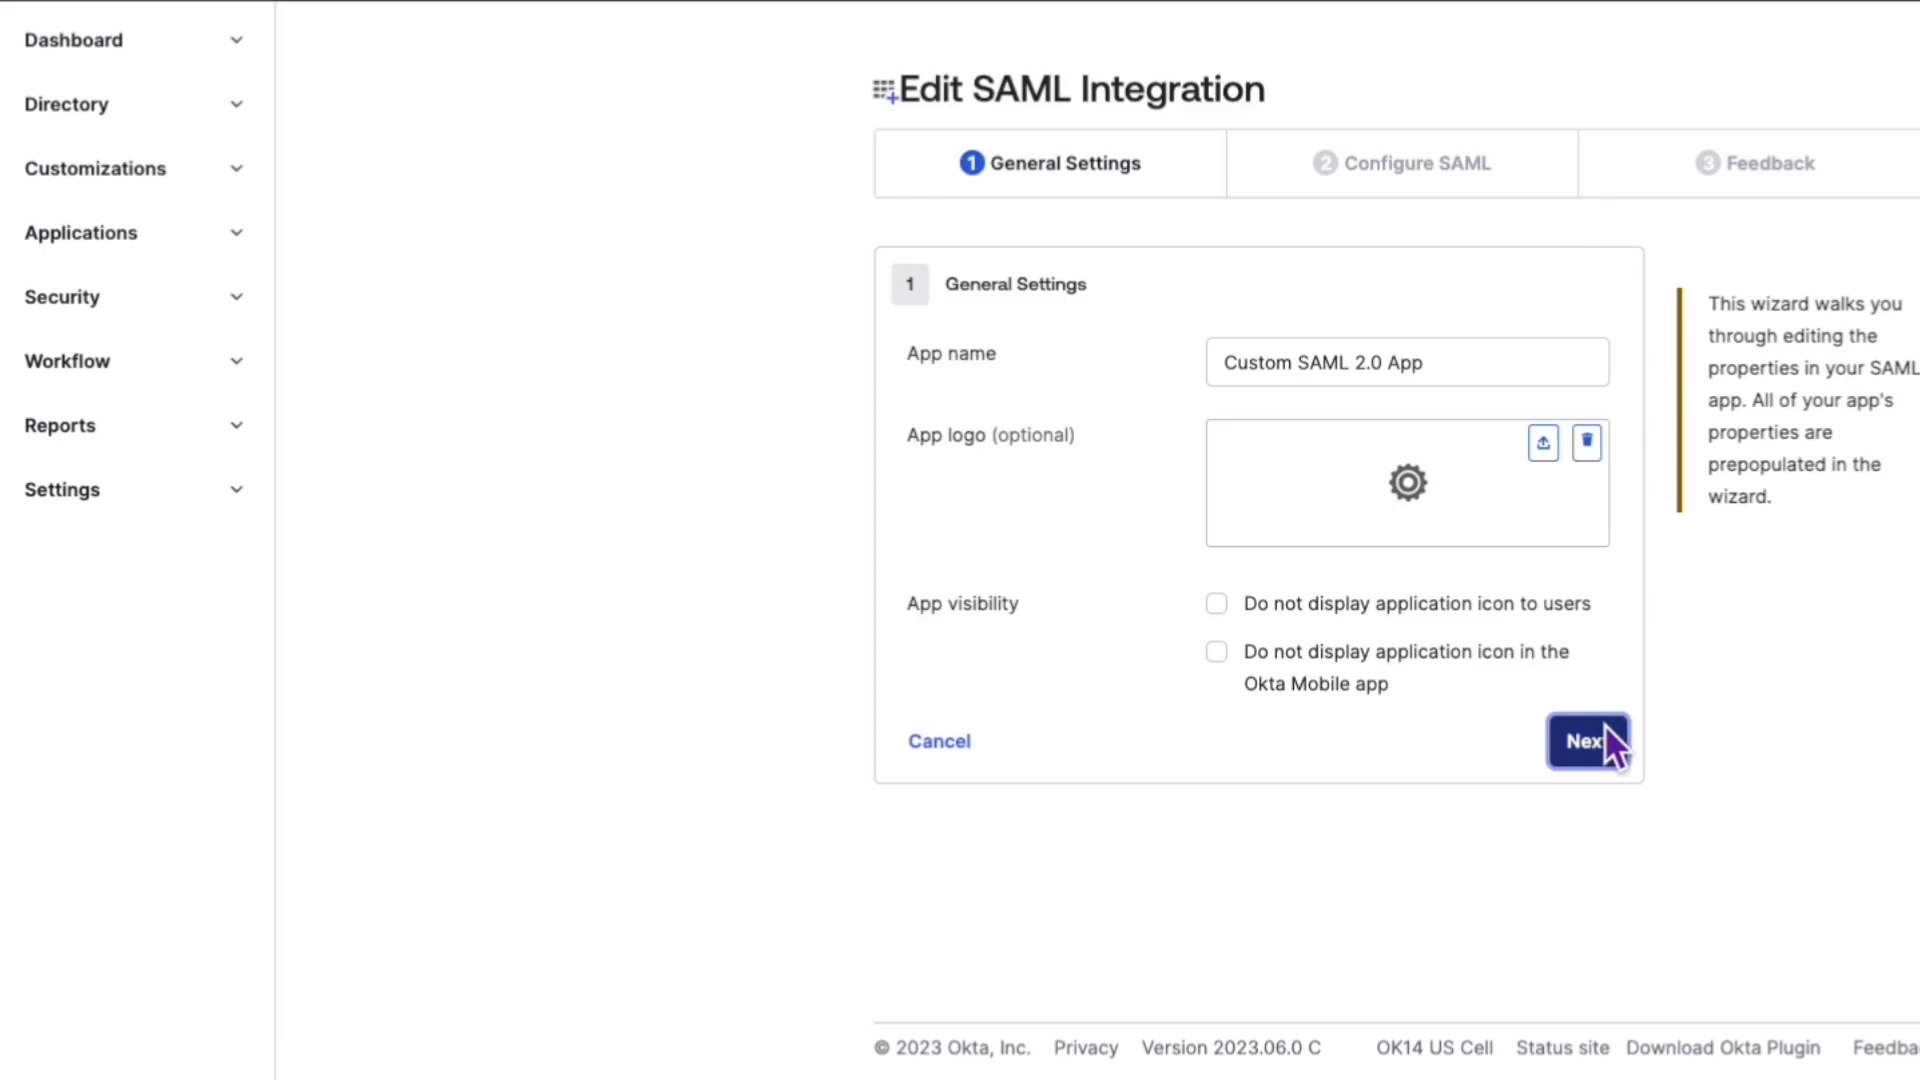 Dashboard
Directory
Customizations
Applications
Security
Workflow
Reports
Settings
Edit SAML Integration
1 General Settings
2 Configure SAML
3 Feedback
1 General Settings
App name
Custom SAML 2.0 App
App logo (optional)
App visibility
Do not display application icon to users
Do not display application icon in the
Okta Mobile app
Cancel
Nex
This wizard walks you
through editing the
properties in your SAML
app. All of your app's
properties are
prepopulated in the
wizard.
© 2023 Okta, Inc. Privacy Version 2023.06.0 C OK14 US Cell Status site Download Okta Plugin Feedba